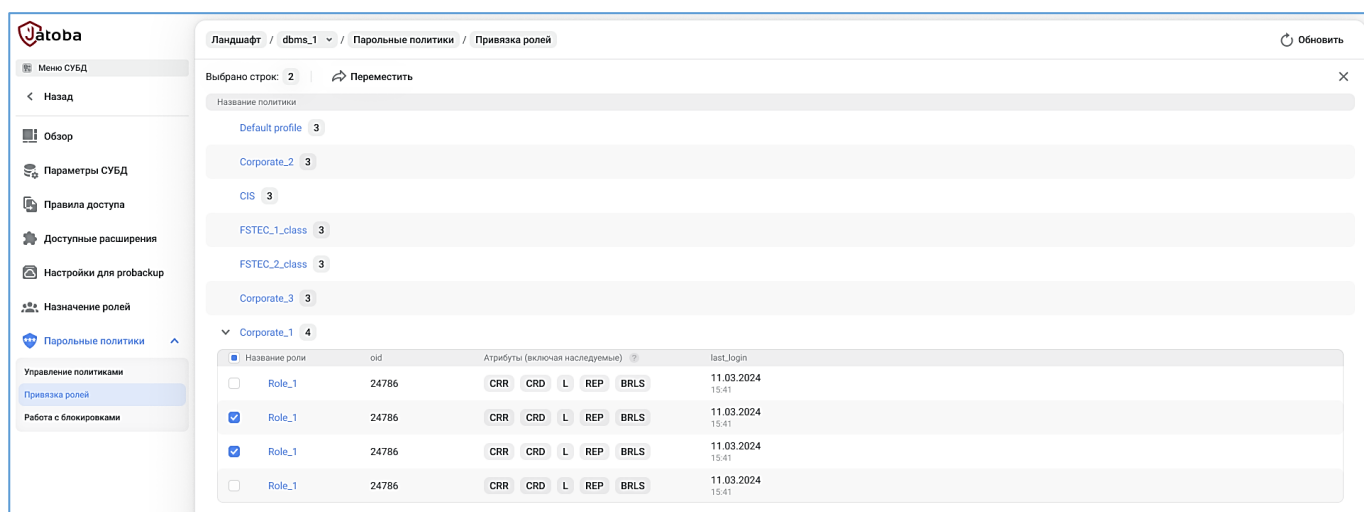 Jatoba
Меню СУБД
Назад
Обзор
Параметры СУБД
Правила доступа
Доступные расширения
Настройки для probackup
Назначение ролей
Парольные политики
Управление политиками
Привязка ролей
Работа с блокировками
Ландшафт / dbms_1 / Парольные политики / Привязка ролей
Обновить
Выбрано строк: 2 Переместить
Название политики
Default profile 3
Corporate_2 3
CIS 3
FSTEC_1_class 3
FSTEC_2_class 3
Corporate_3 3
Corporate_1 4
Название роли oid Атрибуты (включая наследуемые) ? last_login
Role_1 24786 CRR CRD L REP BRLS 11.03.2024
15:41
Role_1 24786 CRR CRD L REP BRLS 11.03.2024
15:41
Role_1 24786 CRR CRD L REP BRLS 11.03.2024
15:41
Role_1 24786 CRR CRD L REP BRLS 11.03.2024
15:41